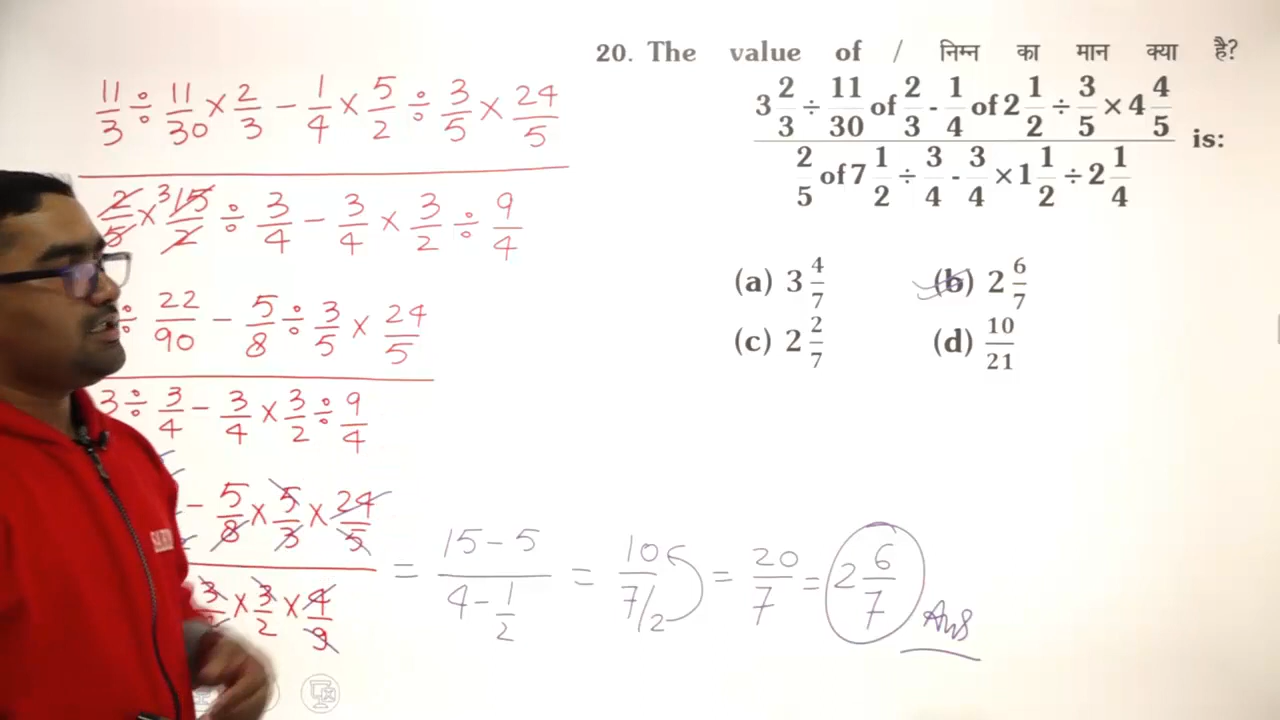 20. The value of / निम्न का मान क्या है?
3 2/3 ÷ 11/30 of 2/3 - 1/4 of 2 1/2 ÷ 3/5 × 4 4/5
2/5 of 7 1/2 ÷ 3/4 - 3/4 × 1 1/2 ÷ 2 1/4
is:
(a) 3 4/7 (b) 2 6/7
(c) 2 2/7 (d) 10/21
11/3 ÷ 11/30 × 2/3 - 1/4 × 5/2 ÷ 3/5 × 24/5
2/5 × 15/2 3 ÷ 3/4 - 3/4 × 3/2 ÷ 9/4
÷ 22/90 - 5/8 ÷ 3/5 × 24/5
3 ÷ 3/4 - 3/4 × 3/2 ÷ 9/4
- 5/8 × 5/3 × 24/5
× 3/2 × 4/9
= 15-5 / 4-1/2 = 10 / 7/2 = 20/7 = 2 6/7 Ans